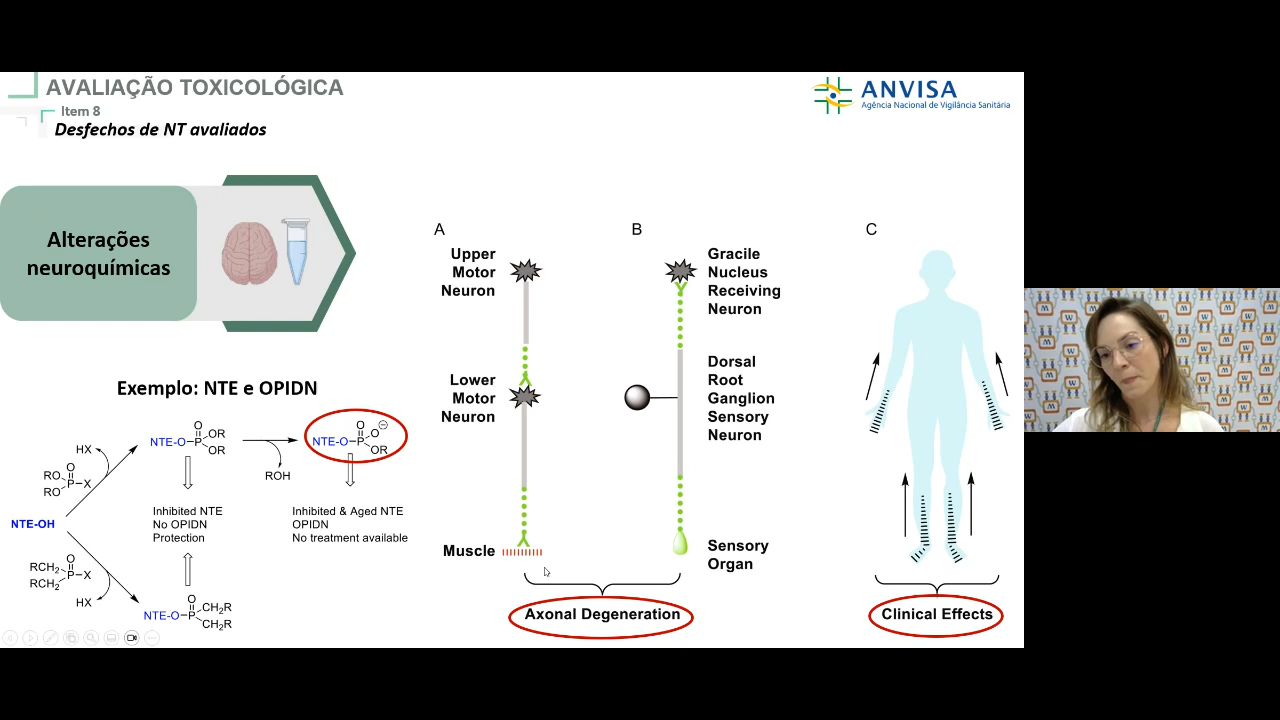 AVALIAÇÃO TOXICOLÓGICA
Item 8
Desfechos de NT avaliados
ANVISA
Agência Nacional de Vigilância Sanitária
Alterações
neuroquímicas
Exemplo: NTE e OPIDN
NTE-OH
RO
RO
O
P
X
HX
NTE-O
O
P
OR
OR
ROH
NTE-O
O
P
O
OR
Inhibited NTE
No OPIDN
Protection
Inhibited & Aged NTE
OPIDN
No treatment available
RCH2
RCH2
O
P
X
HX
NTE-O
O
P
CH2R
CH2R
A
Upper
Motor
Neuron
Lower
Motor
Neuron
Muscle
B
Gracile
Nucleus
Receiving
Neuron
Dorsal
Root
Ganglion
Sensory
Neuron
Sensory
Organ
Axonal Degeneration
C
Clinical Effects